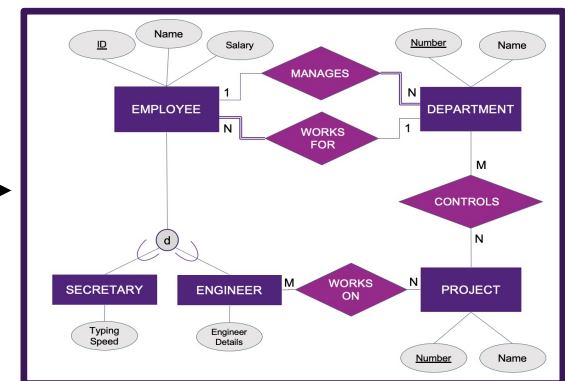 ID
Name
Salary
Number
Name
MANAGES
1
N
EMPLOYEE
DEPARTMENT
N
1
WORKS
FOR
M
CONTROLS
N
d
SECRETARY
ENGINEER
M
WORKS
ON
N
PROJECT
Typing
Speed
Engineer
Details
Number
Name